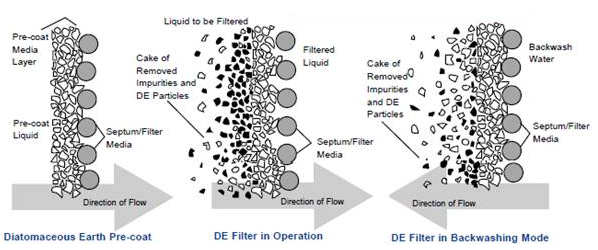 Pre-coat
Media
Layer
Pre-coat
Liquid
Septum/Filter
Media
Direction of Flow
Diatomaceous Earth Pre-coat
Liquid to be Filtered
Cake of
Removed
Impurities and
DE Particles
Filtered
Liquid
Septum/Filter
Media
Direction of Flow
DE Filter in Operation
Cake of
Removed
Impurities
and DE
Particles
Backwash
Water
Septum/Filter
Media
Direction of Flow
DE Filter in Backwashing Mode